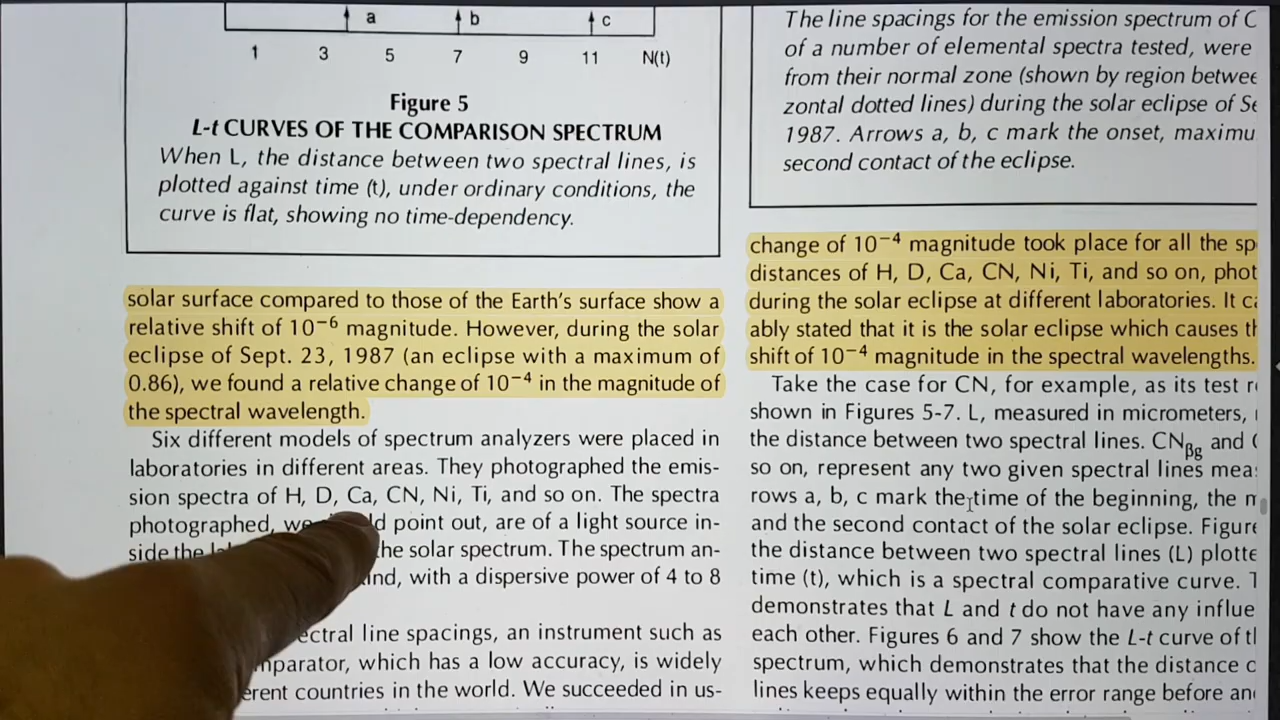 a b c
1 3 5 7 9 11 N(t)
Figure 5
L-t CURVES OF THE COMPARISON SPECTRUM
When L, the distance between two spectral lines, is
plotted against time (t), under ordinary conditions, the
curve is flat, showing no time-dependency.
solar surface compared to those of the Earth's surface show a
relative shift of 10⁻⁶ magnitude. However, during the solar
eclipse of Sept. 23, 1987 (an eclipse with a maximum of
0.86), we found a relative change of 10⁻⁴ in the magnitude of
the spectral wavelength.
Six different models of spectrum analyzers were placed in
laboratories in different areas. They photographed the emis-
sion spectra of H, D, Ca, CN, Ni, Ti, and so on. The spectra
photographed, point out, are of a light source in-
side the solar spectrum. The spectrum an-
with a dispersive power of 4 to 8
spectral line spacings, an instrument such as
which has a low accuracy, is widely
countries in the world. We succeeded in us-
The line spacings for the emission spectrum of C
of a number of elemental spectra tested, were
from their normal zone (shown by region betwee
zontal dotted lines) during the solar eclipse of Se
1987. Arrows a, b, c mark the onset, maximu
second contact of the eclipse.
change of 10⁻⁴ magnitude took place for all the sp
distances of H, D, Ca, CN, Ni, Ti, and so on, phot
during the solar eclipse at different laboratories. It ca
ably stated that it is the solar eclipse which causes th
shift of 10⁻⁴ magnitude in the spectral wavelengths.
Take the case for CN, for example, as its test r
shown in Figures 5-7. L, measured in micrometers,
the distance between two spectral lines. CNβg and
so on, represent any two given spectral lines mea
rows a, b, c mark the time of the beginning, the m
and the second contact of the solar eclipse. Figure
the distance between two spectral lines (L) plotte
time (t), which is a spectral comparative curve. T
demonstrates that L and t do not have any influe
each other. Figures 6 and 7 show the L-t curve of th
spectrum, which demonstrates that the distance
lines keeps equally within the error range before an